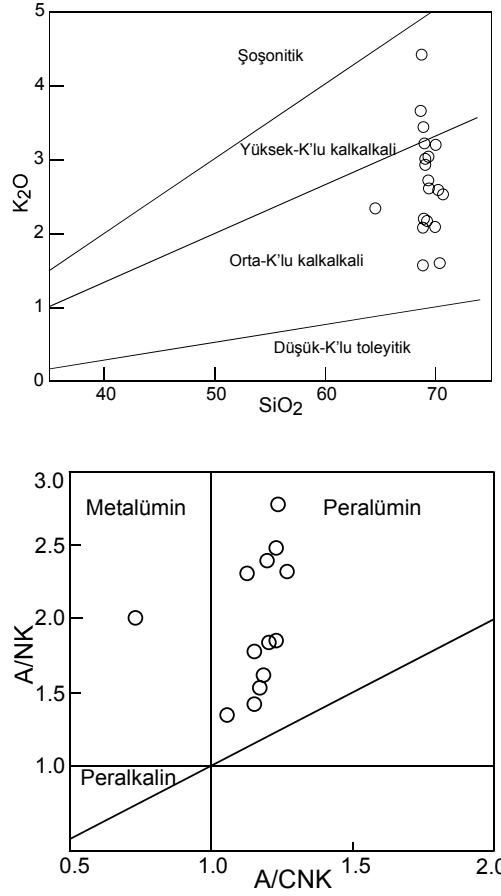 5
4
3
2
1
0
K₂O
Şoşonitik
Yüksek-K'lu kalkalkali
Orta-K'lu kalkalkali
Düşük-K'lu toleyitik
40 50 60 70
SiO₂
3.0
2.5
2.0
1.5
1.0
A/NK
Metalümin Peralümin
Peralkalin
0.5 1.0 1.5 2.0
A/CNK